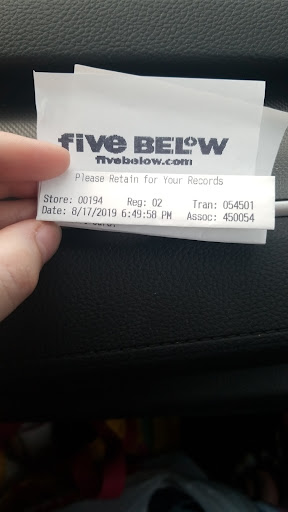 five BELOW
fivebelow.com
Please Retain for Your Records
Store: 00194 Reg: 02 Tran: 054501
Date: 8/17/2019 6:49:58 PM Assoc: 450054